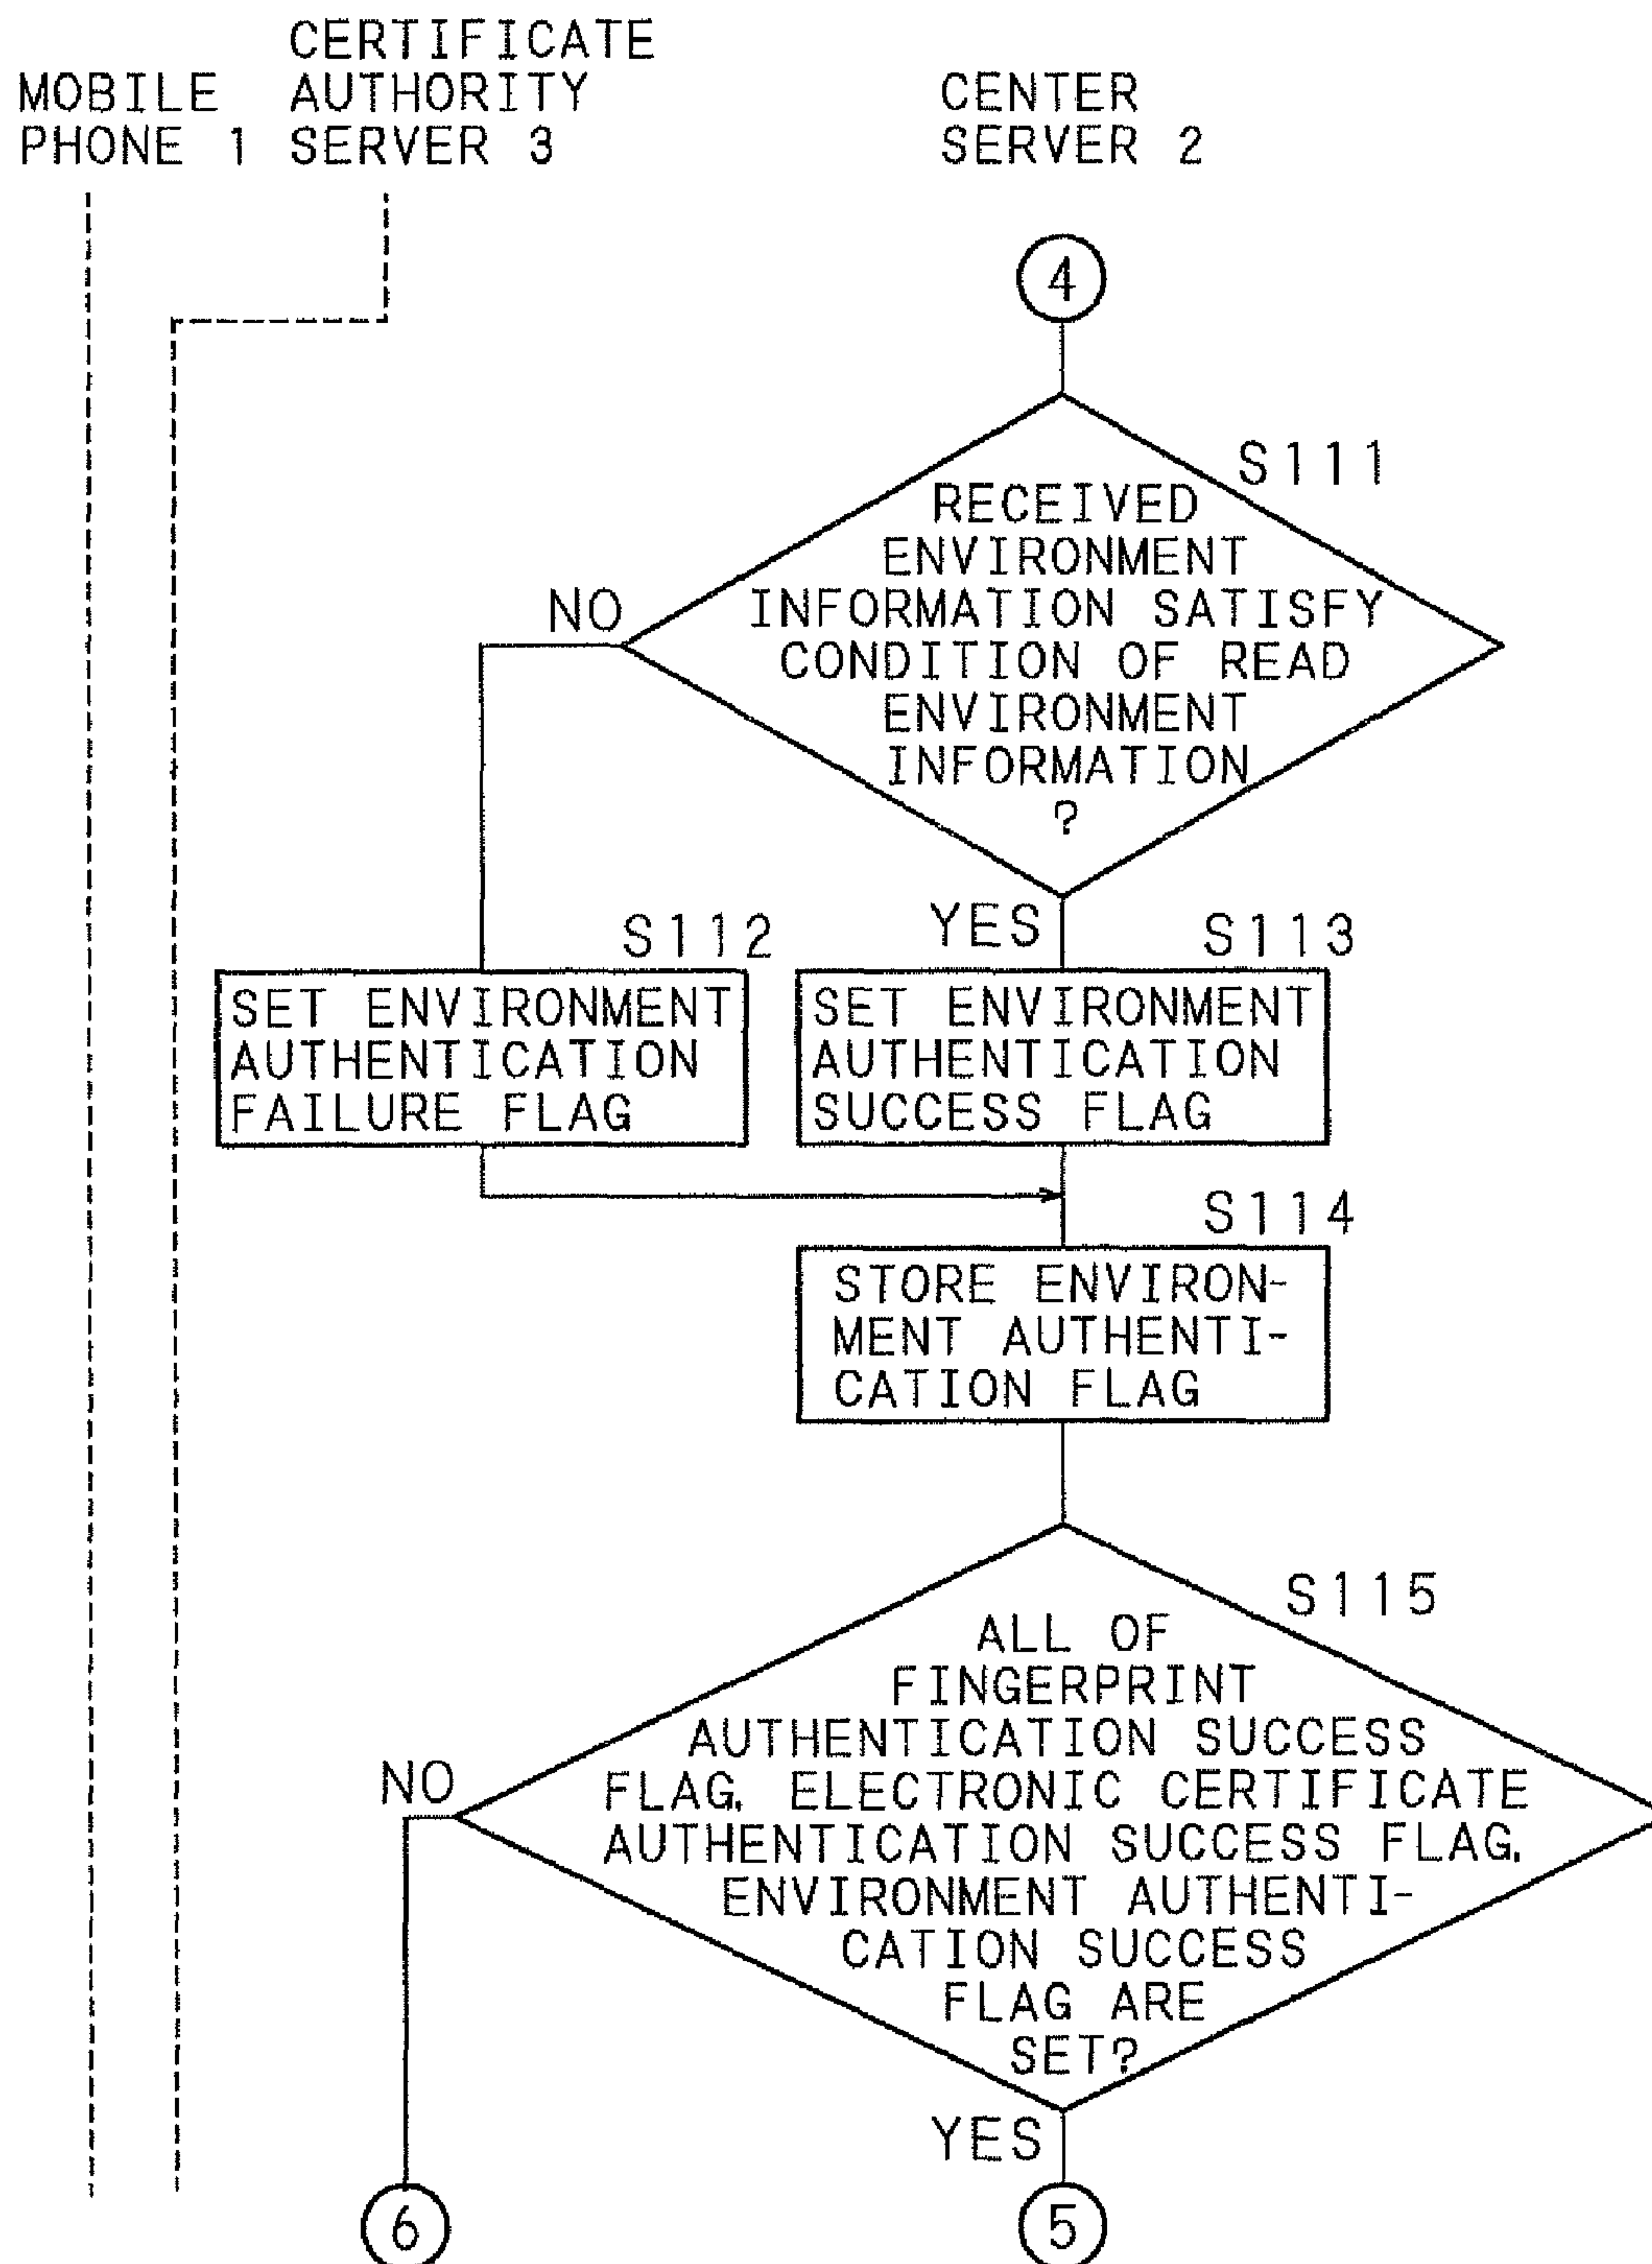 CERTIFICATE
MOBILE AUTHORITY CENTER
PHONE 1 SERVER 3 SERVER 2
4
S111
RECEIVED
ENVIRONMENT
NO INFORMATION SATISFY
CONDITION OF READ
ENVIRONMENT
INFORMATION
?
S112 YES S113
SET ENVIRONMENT
AUTHENTICATION
FAILURE FLAG
SET ENVIRONMENT
AUTHENTICATION
SUCCESS FLAG
S114
STORE ENVIRON-
MENT AUTHENTI-
CATION FLAG
S115
ALL OF
FINGERPRINT
AUTHENTICATION SUCCESS
NO FLAG, ELECTRONIC CERTIFICATE
AUTHENTICATION SUCCESS FLAG,
ENVIRONMENT AUTHENTI-
CATION SUCCESS
FLAG ARE
SET?
YES
6 5